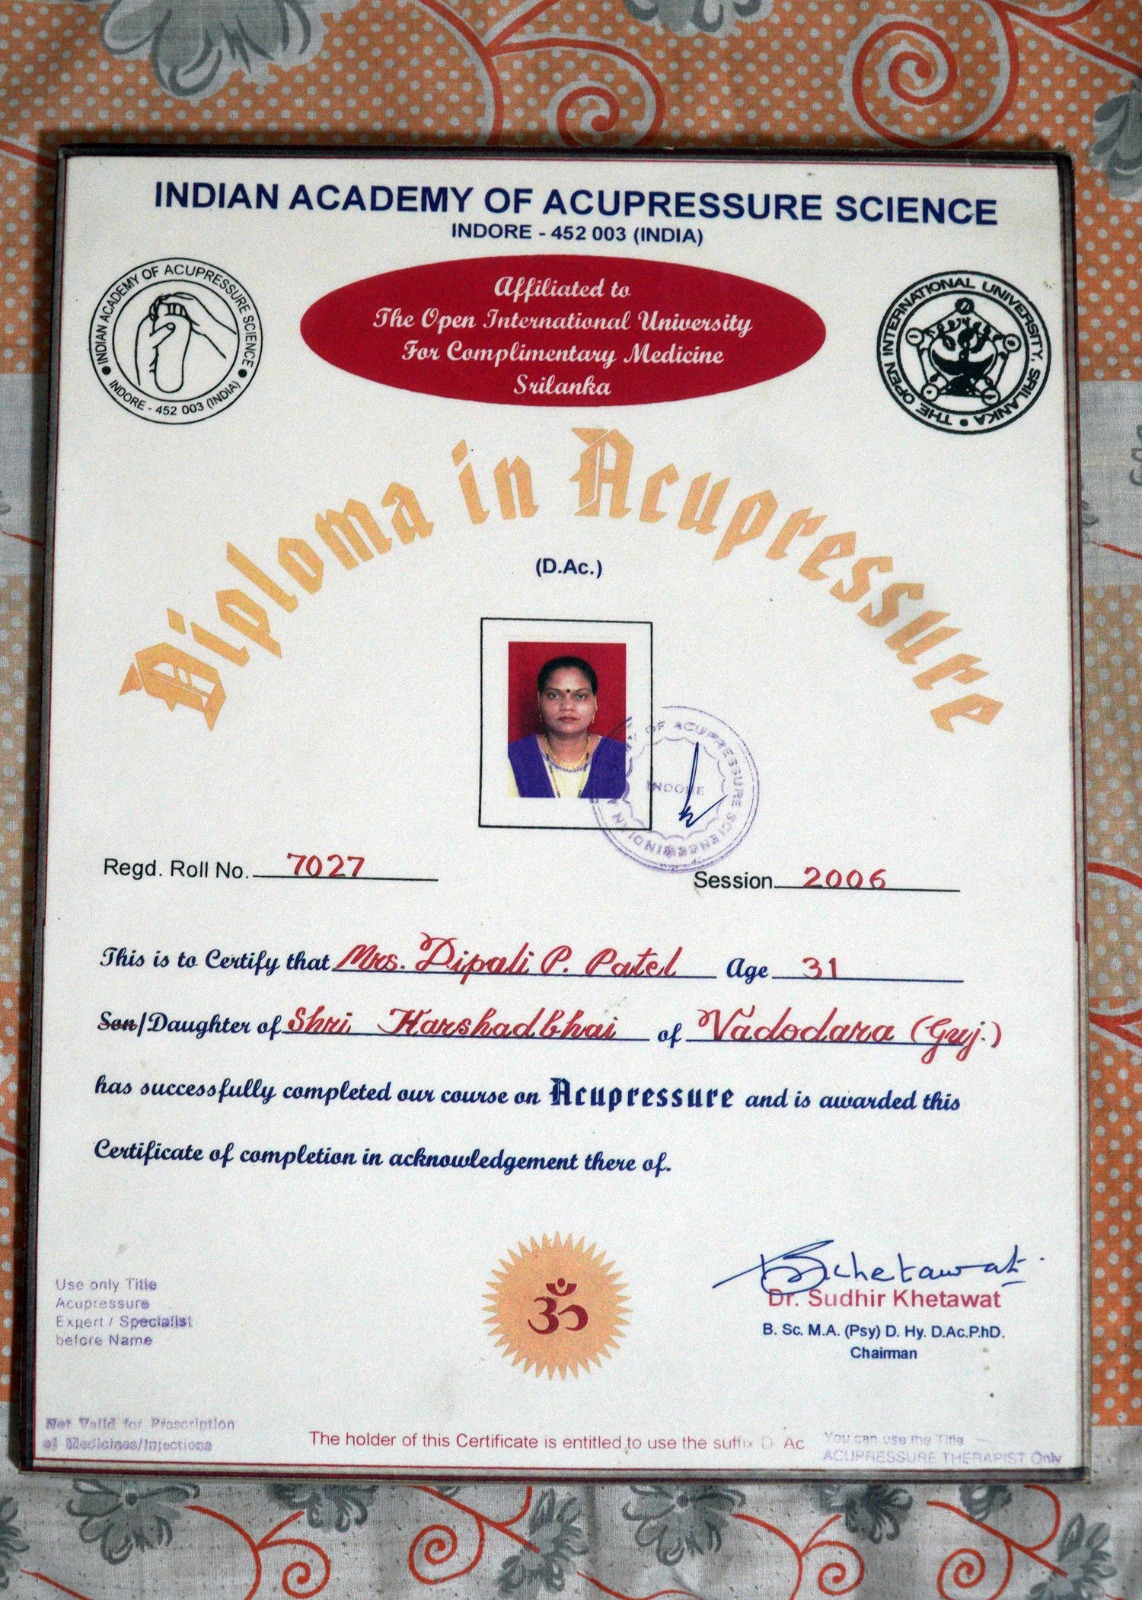 INDIAN ACADEMY OF ACUPRESSURE SCIENCE
INDORE - 452 003 (INDIA)
INDIAN ACADEMY OF ACUPRESSURE SCIENCE
INDORE - 452 003 (INDIA)
Affiliated to
The Open International University
For Complimentary Medicine
Srilanka
THE OPEN INTERNATIONAL UNIVERSITY, SRILANKA
Diploma in Acupressure
(D.Ac.)
OF ACUPRESSURE SCIENCE INDORE
INDORE
Regd. Roll No. 7027
Session 2006
This is to Certify that Mrs. Dipali P. Patel Age 31
Son/Daughter of Shri Harshadbhai of Vadodara (Guj.)
has successfully completed our course on Acupressure and is awarded this
Certificate of completion in acknowledgement there of.
Use only Title
Acupressure
Expert / Specialist
before Name
ॐ
SKhetawat
Dr. Sudhir Khetawat
B. Sc. M.A. (Psy) D. Hy. D.Ac.PhD.
Chairman
Not Valid for Prescription
of Medicines/Injections
The holder of this Certificate is entitled to use the suffix D. Ac
You can use the Title
ACUPRESSURE THERAPIST Only